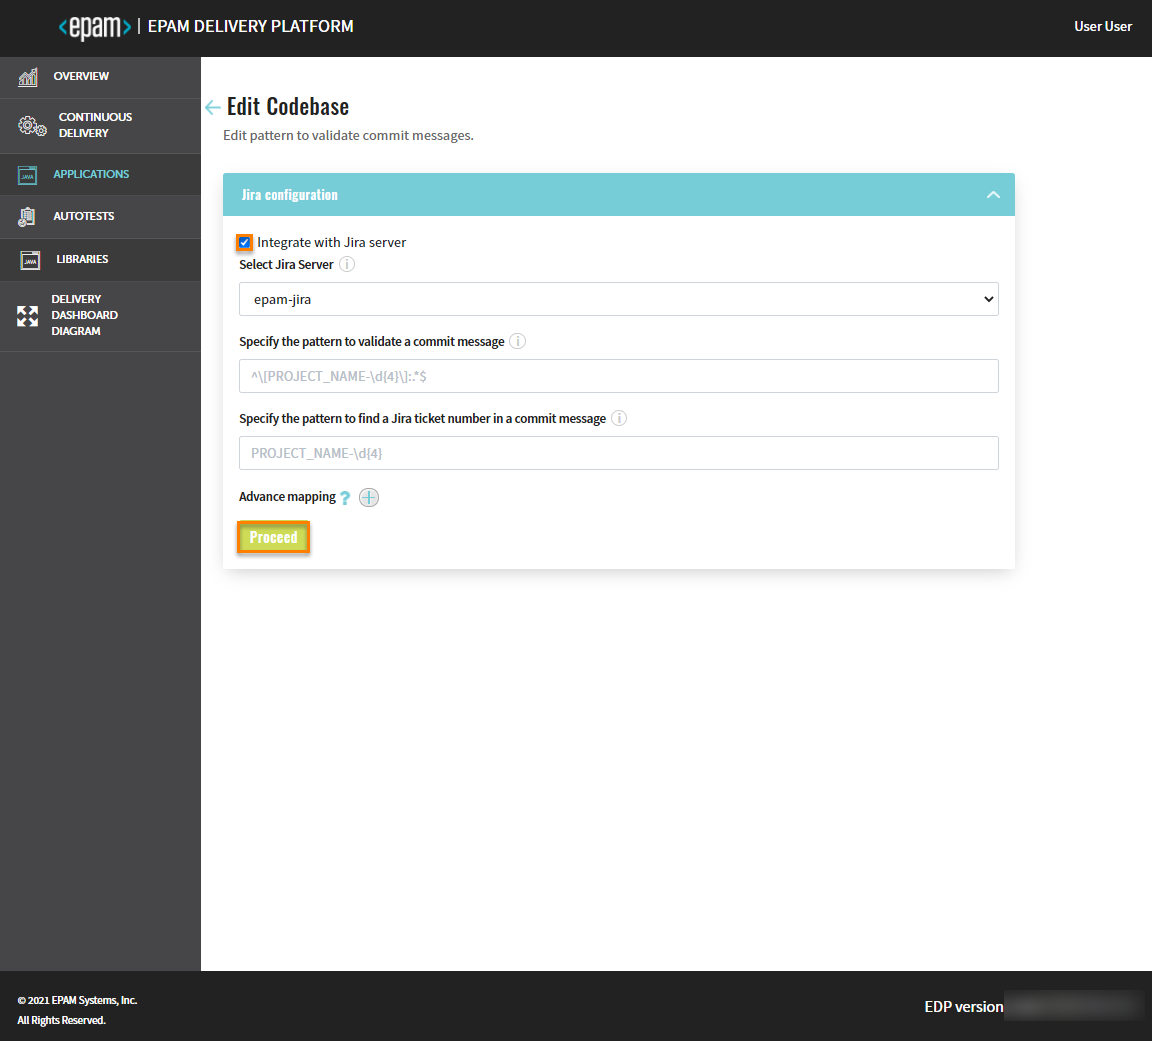 <epam> | EPAM DELIVERY PLATFORM
User User
OVERVIEW
CONTINUOUS
DELIVERY
JAVA
APPLICATIONS
AUTOTESTS
JAVA
LIBRARIES
DELIVERY
DASHBOARD
DIAGRAM
Edit Codebase
Edit pattern to validate commit messages.
Jira configuration
Integrate with Jira server
Select Jira Server i
epam-jira
Specify the pattern to validate a commit message i
^\[PROJECT_NAME-\d{4}\]:.*$
Specify the pattern to find a Jira ticket number in a commit message i
PROJECT_NAME-\d{4}
Advance mapping ? +
Proceed
© 2021 EPAM Systems, Inc.
All Rights Reserved.
EDP version